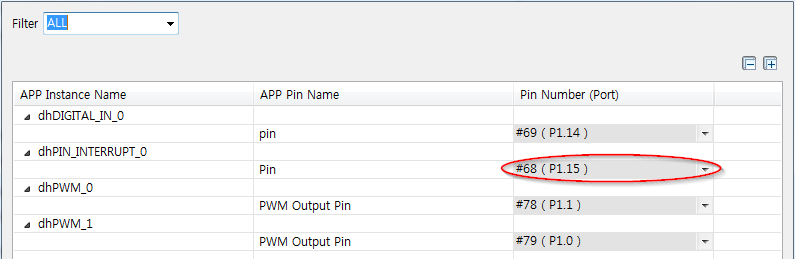 Filter ALL
APP Instance Name APP Pin Name Pin Number (Port)
dhDIGITAL_IN_0
pin #69 ( P1.14 )
dhPIN_INTERRUPT_0
Pin #68 ( P1.15 )
dhPWM_0
PWM Output Pin #78 ( P1.1 )
dhPWM_1
PWM Output Pin #79 ( P1.0 )